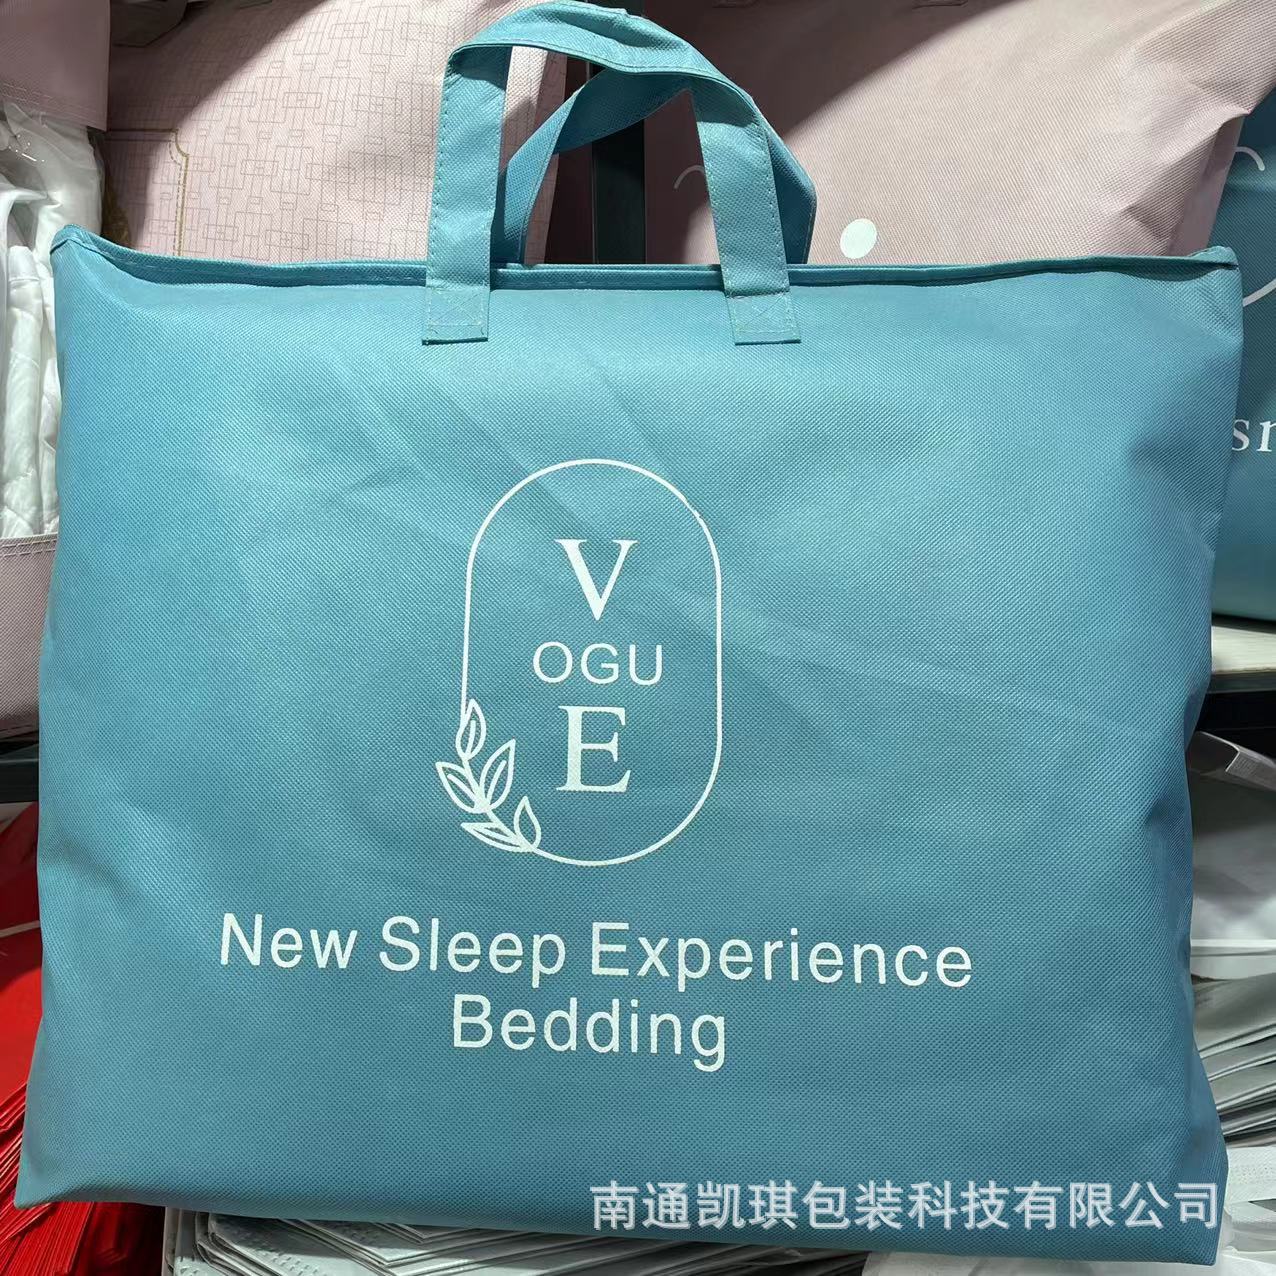 V
OGU
E
New Sleep Experience
Bedding
南通凯琪包装科技有限公司